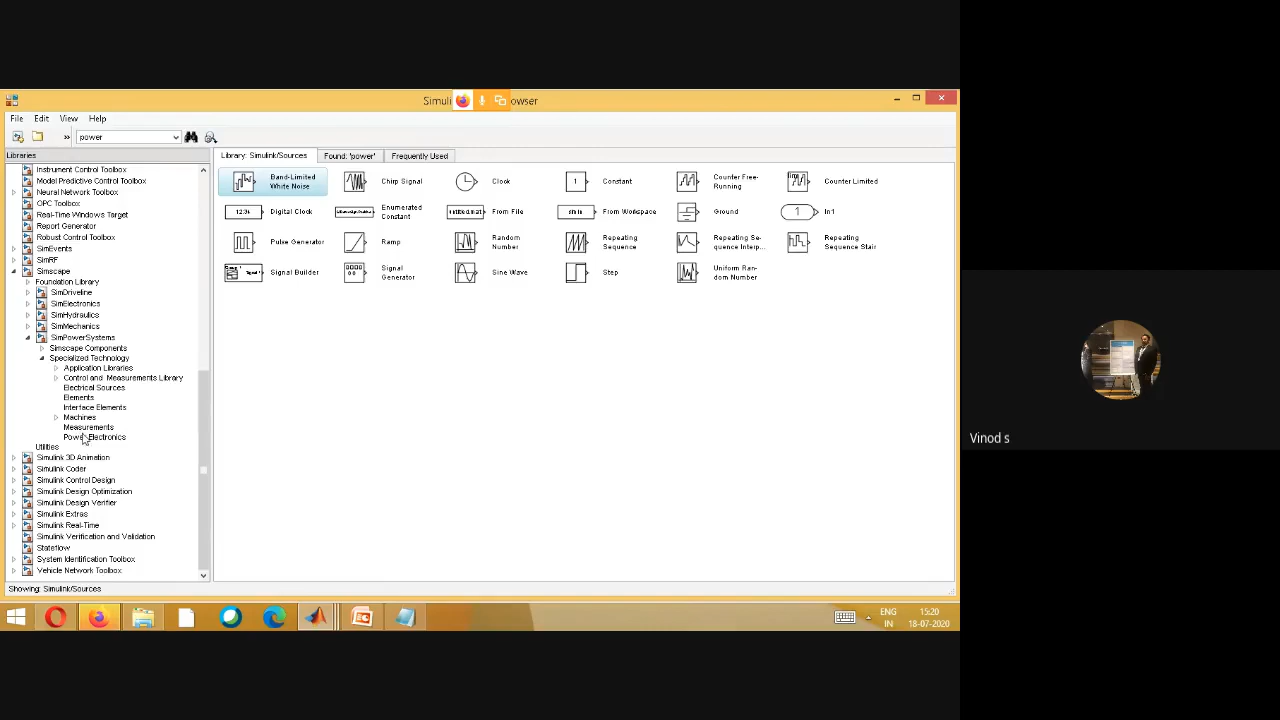 Simuli
owser
File Edit View Help
power
Libraries
Library: Simulink/Sources Found: 'power' Frequently Used
Instrument Control Toolbox
Model Predictive Control Toolbox
Neural Network Toolbox
OPC Toolbox
Real-Time Windows Target
Report Generator
Robust Control Toolbox
SimEvents
SimRF
Simscape
Foundation Library
SimDriveline
SimElectronics
SimHydraulics
SimMechanics
SimPowerSystems
Simscape Components
Specialized Technology
Application Libraries
Control and Measurements Library
Electrical Sources
Elements
Interface Elements
Machines
Measurements
Power Electronics
Utilities
Simulink 3D Animation
Simulink Coder
Simulink Control Design
Simulink Design Optimization
Simulink Design Verifier
Simulink Extras
Simulink Real-Time
Simulink Verification and Validation
Stateflow
System Identification Toolbox
Vehicle Network Toolbox
Band-Limited
White Noise
Chirp Signal
Clock
1
Constant
Counter Free-
Running
Counter Limited
12:34
Digital Clock
Enumerated
Constant
untitled.mat
From File
simin
From Workspace
Ground
1
In1
Pulse Generator
Ramp
Random
Number
Repeating
Sequence
Repeating Se-
quence Interp...
Repeating
Sequence Stair
Signal Builder
Signal
Generator
Sine Wave
Step
Uniform Ran-
dom Number
Showing: Simulink/Sources
ENG
IN
15:20
18-07-2020
Vinod s